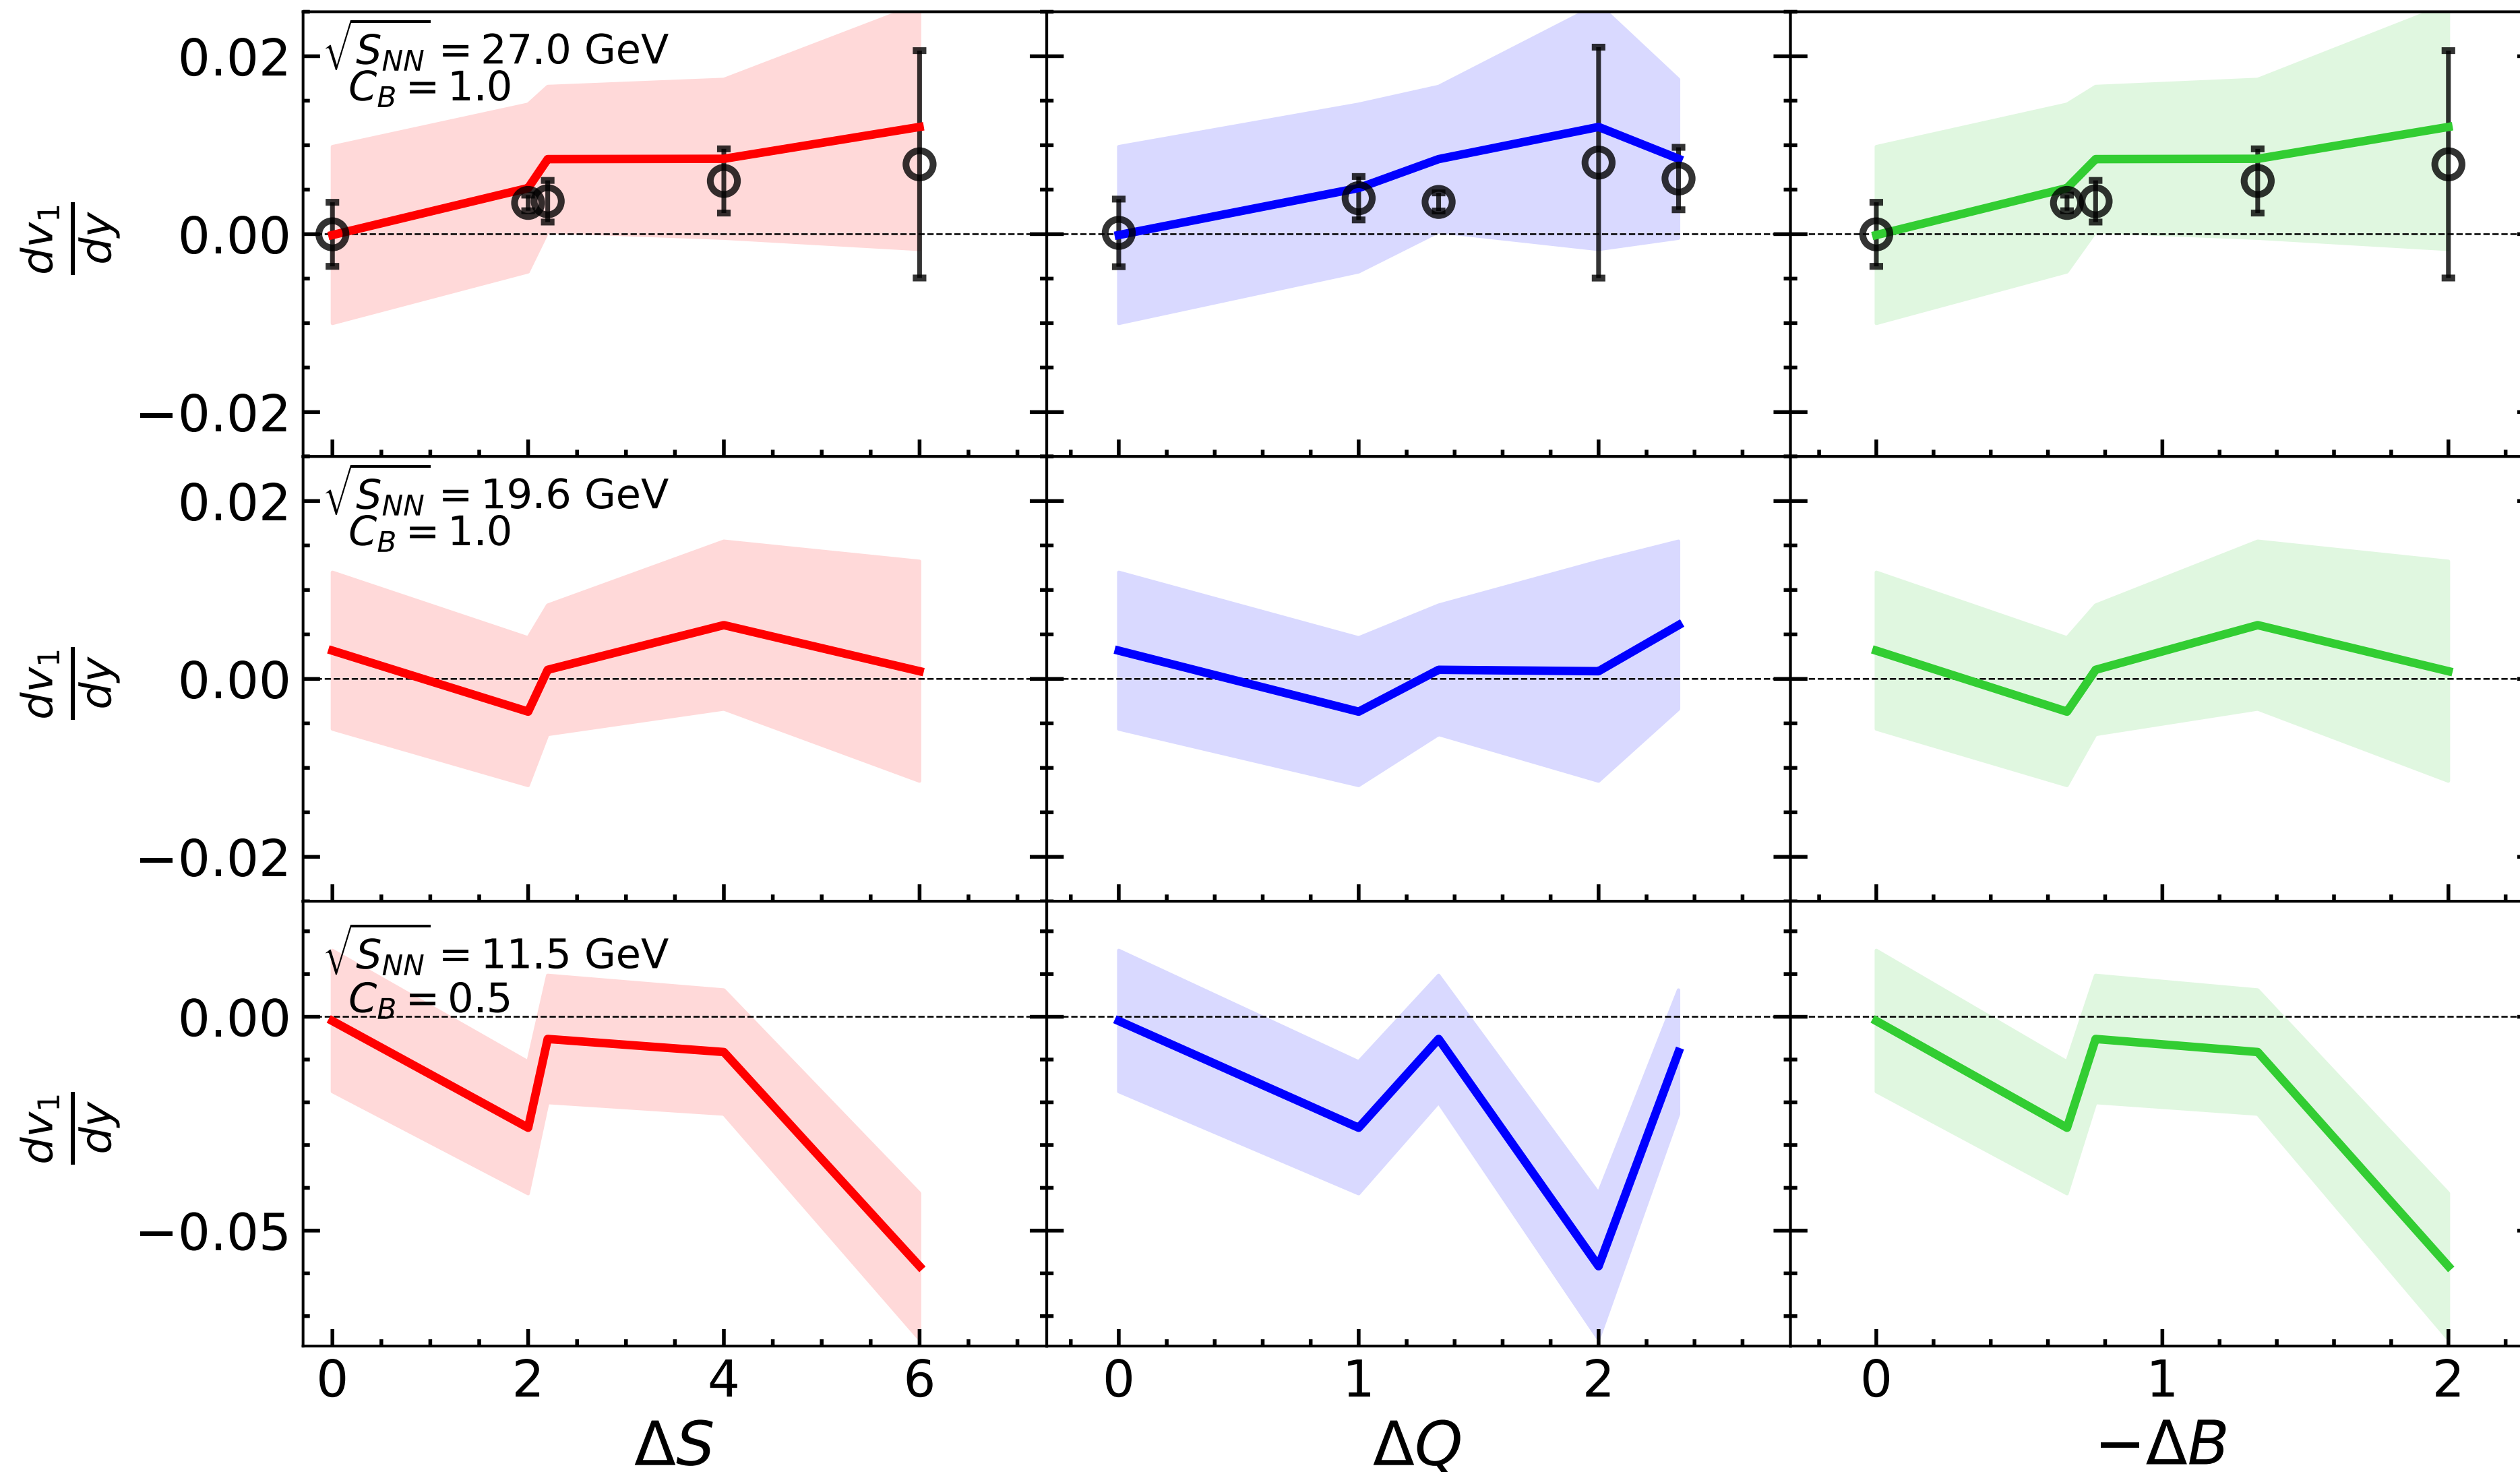 0.02
√S_NN = 27.0 GeV
C_B = 1.0
dv₁/dy
0.00
−0.02
0.02
√S_NN = 19.6 GeV
C_B = 1.0
dv₁/dy
0.00
−0.02
√S_NN = 11.5 GeV
C_B = 0.5
0.00
dv₁/dy
−0.05
0 2 4 6 0 1 2 0 1 2
ΔS ΔQ −ΔB